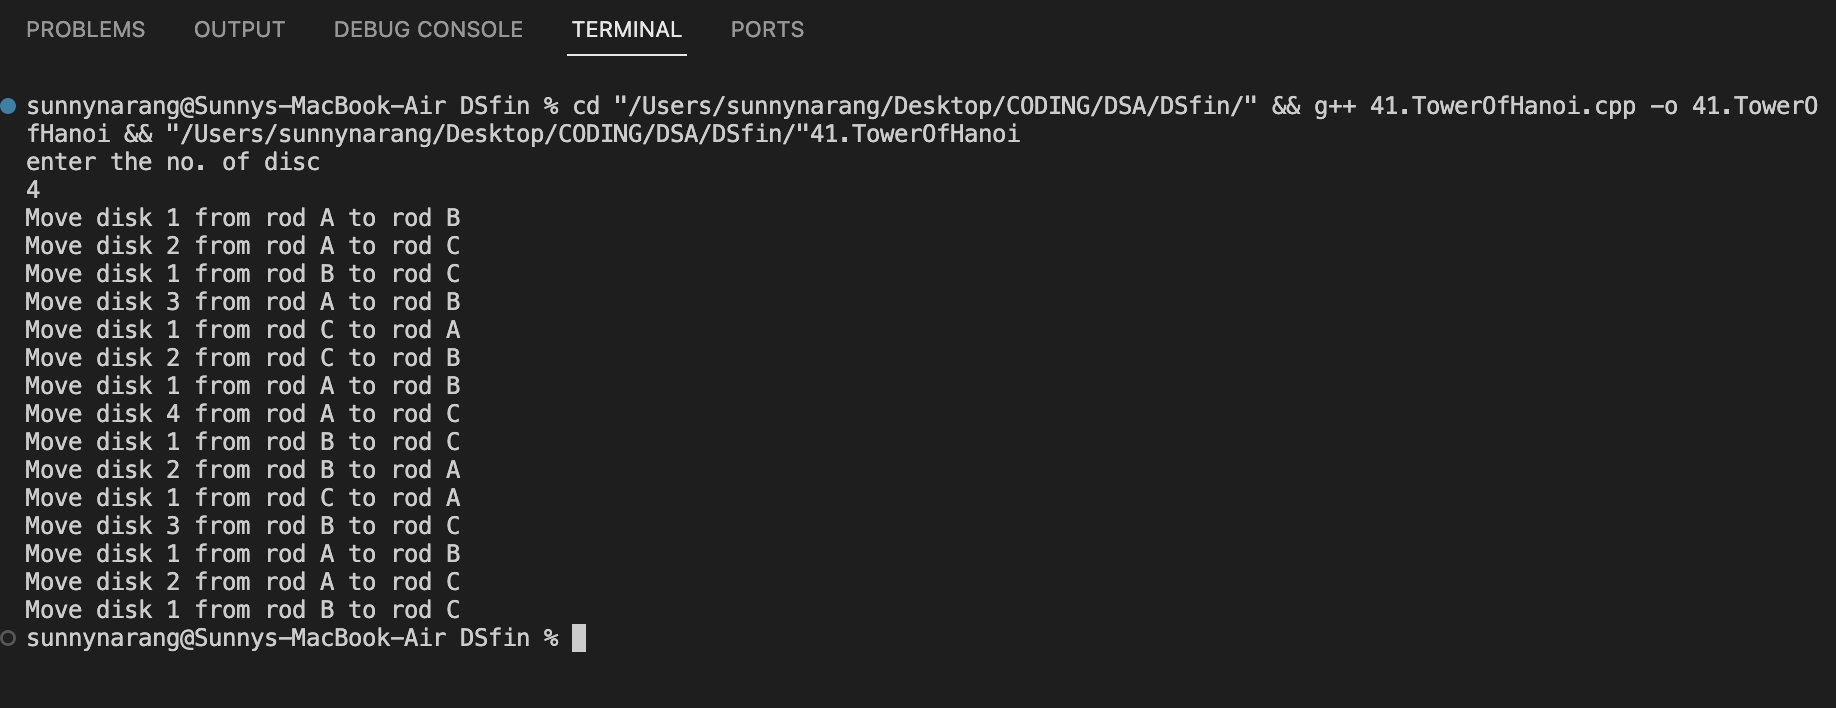 PROBLEMS OUTPUT DEBUG CONSOLE TERMINAL PORTS
sunnynarang@Sunnys-MacBook-Air DSfin % cd "/Users/sunnynarang/Desktop/CODING/DSA/DSfin/" && g++ 41.TowerOfHanoi.cpp -o 41.TowerO
fHanoi && "/Users/sunnynarang/Desktop/CODING/DSA/DSfin/"41.TowerOfHanoi
enter the no. of disc
4
Move disk 1 from rod A to rod B
Move disk 2 from rod A to rod C
Move disk 1 from rod B to rod C
Move disk 3 from rod A to rod B
Move disk 1 from rod C to rod A
Move disk 2 from rod C to rod B
Move disk 1 from rod A to rod B
Move disk 4 from rod A to rod C
Move disk 1 from rod B to rod C
Move disk 2 from rod B to rod A
Move disk 1 from rod C to rod A
Move disk 3 from rod B to rod C
Move disk 1 from rod A to rod B
Move disk 2 from rod A to rod C
Move disk 1 from rod B to rod C
sunnynarang@Sunnys-MacBook-Air DSfin %